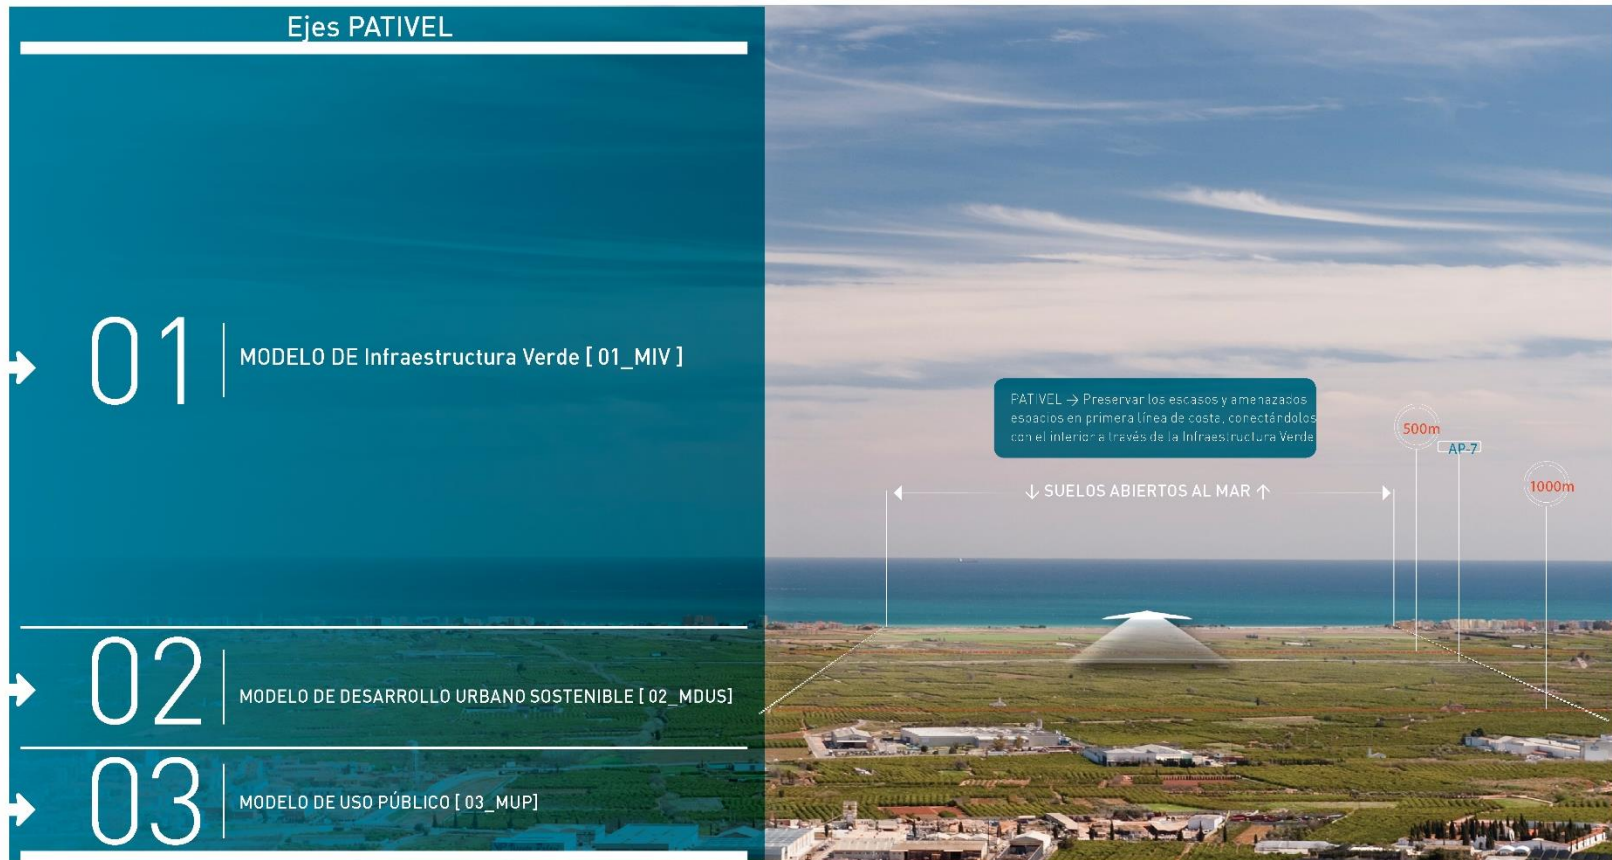 Ejes PATIVEL
01
MODELO DE Infraestructura Verde [ 01_MIV ]
02
MODELO DE DESARROLLO URBANO SOSTENIBLE [ 02_MDUS]
03
MODELO DE USO PÚBLICO [ 03_MUP]
PATIVEL → Preservar los escasos y amenazados
espacios en primera línea de costa, conectándolos
con el interior a través de la Infraestructura Verde
↓ SUELOS ABIERTOS AL MAR ↑
500m
AP-7
1000m